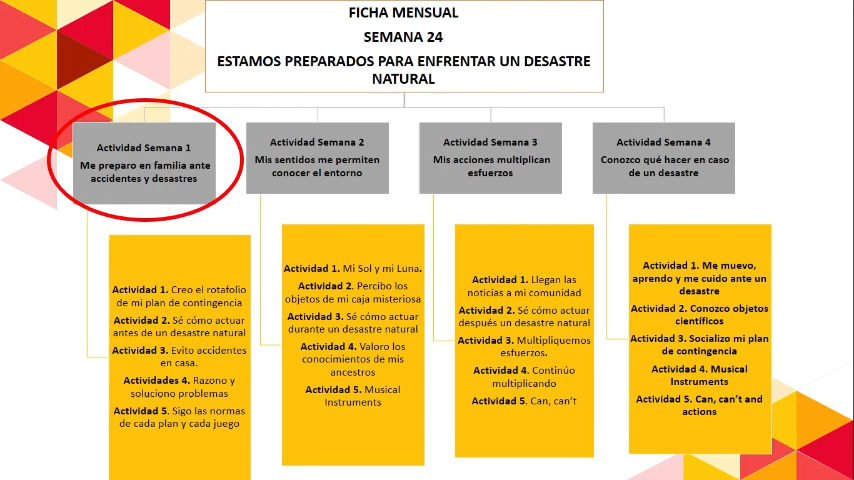 FICHA MENSUAL
SEMANA 24
ESTAMOS PREPARADOS PARA ENFRENTAR UN DESASTRE
NATURAL
Actividad Semana 1
Me preparo en familia ante
accidentes y desastres
Actividad 1. Creo el rotafolio
de mi plan de contingencia
Actividad 2. Sé cómo actuar
antes de un desastre natural
Actividad 3. Evito accidentes
en casa.
Actividades 4. Razono y
soluciono problemas
Actividad 5. Sigo las normas
de cada plan y cada juego
Actividad Semana 2
Mis sentidos me permiten
conocer el entorno
Actividad 1. Mi Sol y mi Luna.
Actividad 2. Percibo los
objetos de mi caja misteriosa
Actividad 3. Sé cómo actuar
durante un desastre natural
Actividad 4. Valoro los
conocimientos de mis
ancestros
Actividad 5. Musical
Instruments
Actividad Semana 3
Mis acciones multiplican
esfuerzos
Actividad 1. Llegan las
noticias a mi comunidad
Actividad 2. Sé cómo actuar
después un desastre natural
Actividad 3. Multipliquemos
esfuerzos.
Actividad 4. Continúo
multiplicando
Actividad 5. Can, can't
Actividad Semana 4
Conozco qué hacer en caso
de un desastre
Actividad 1. Me muevo,
aprendo y me cuido ante un
desastre
Actividad 2. Conozco objetos
científicos
Actividad 3. Socializo mi plan
de contingencia
Actividad 4. Musical
Instruments
Actividad 5. Can, can't and
actions